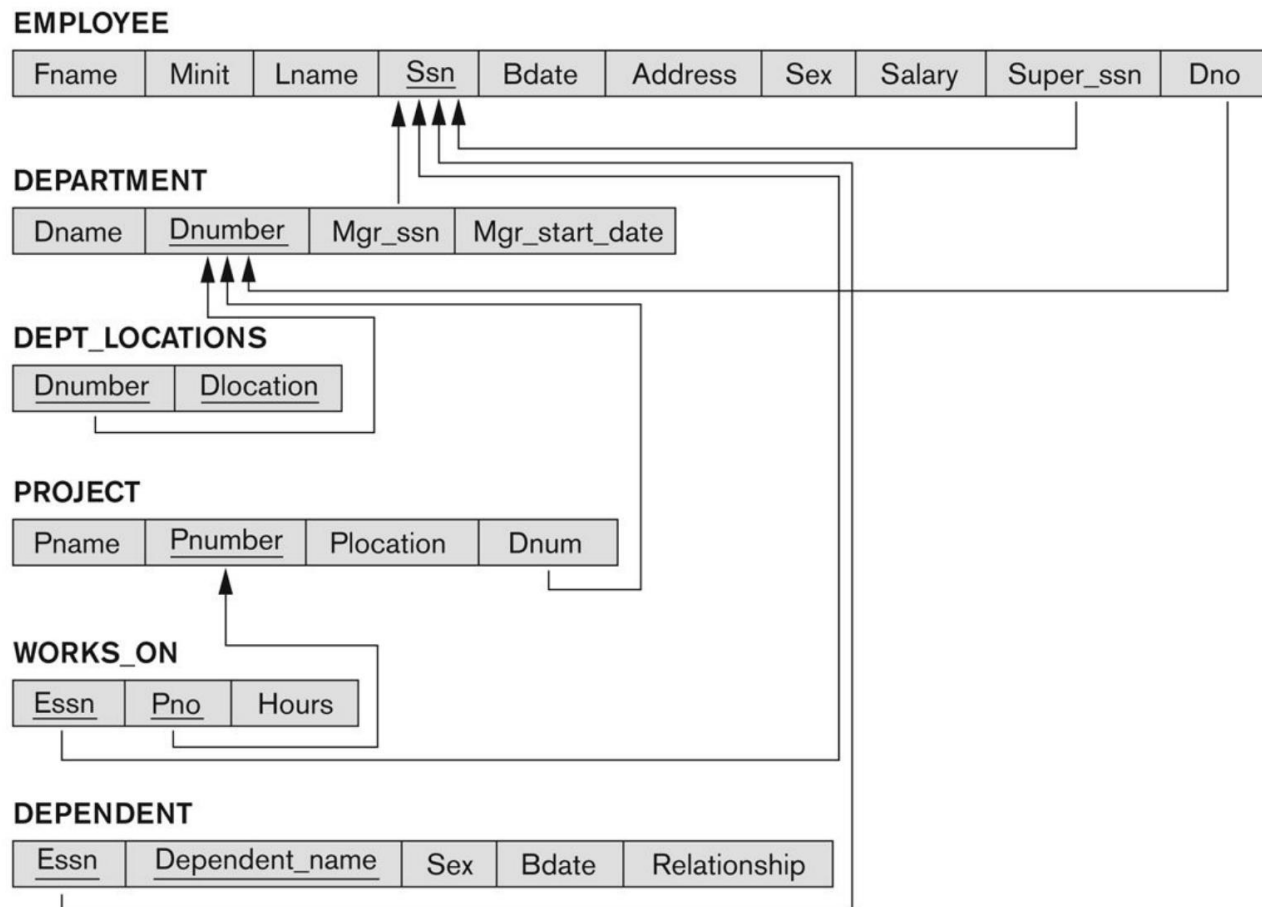 EMPLOYEE
Fname Minit Lname Ssn Bdate Address Sex Salary Super_ssn Dno
DEPARTMENT
Dname Dnumber Mgr_ssn Mgr_start_date
DEPT_LOCATIONS
Dnumber Dlocation
PROJECT
Pname Pnumber Plocation Dnum
WORKS_ON
Essn Pno Hours
DEPENDENT
Essn Dependent_name Sex Bdate Relationship